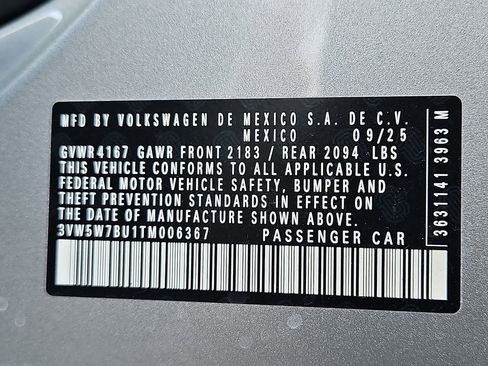 MFD BY VOLKSWAGEN DE MEXICO S.A. DE C.V.
MEXICO 09/25
GVWR4167 GAWR FRONT 2183 / REAR 2094 LBS
THIS VEHICLE CONFORMS TO ALL APPLICABLE U.S.
FEDERAL MOTOR VEHICLE SAFETY, BUMPER AND
THEFT PREVENTION STANDARDS IN EFFECT ON
THE DATE OF MANUFACTURE SHOWN ABOVE.
3VW5W7BU1TM006367 PASSENGER CAR
3631141 3963 M